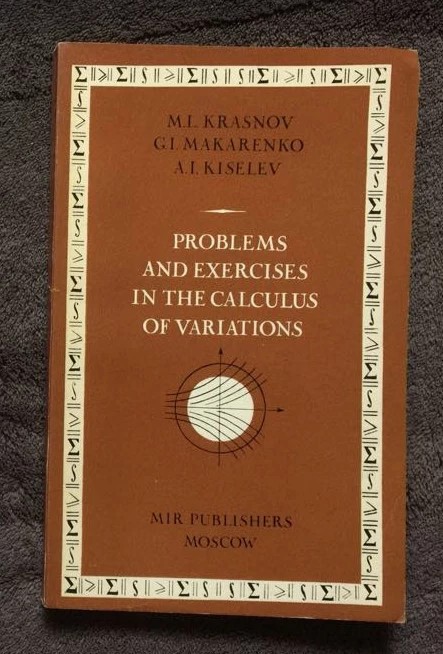 M.L. KRASNOV
G.I. MAKARENKO
A.I. KISELEV
PROBLEMS
AND EXERCISES
IN THE CALCULUS
OF VARIATIONS
MIR PUBLISHERS
MOSCOW